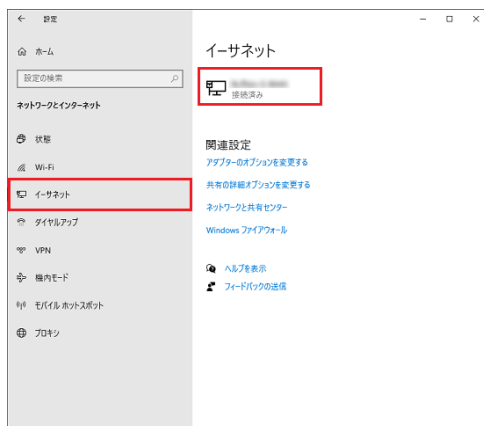 設定
ホーム
設定の検索
ネットワークとインターネット
状態
Wi-Fi
イーサネット
ダイヤルアップ
VPN
機内モード
モバイル ホットスポット
プロキシ
イーサネット
接続済み
関連設定
アダプターのオプションを変更する
共有の詳細オプションを変更する
ネットワークと共有センター
Windows ファイアウォール
ヘルプを表示
フィードバックの送信